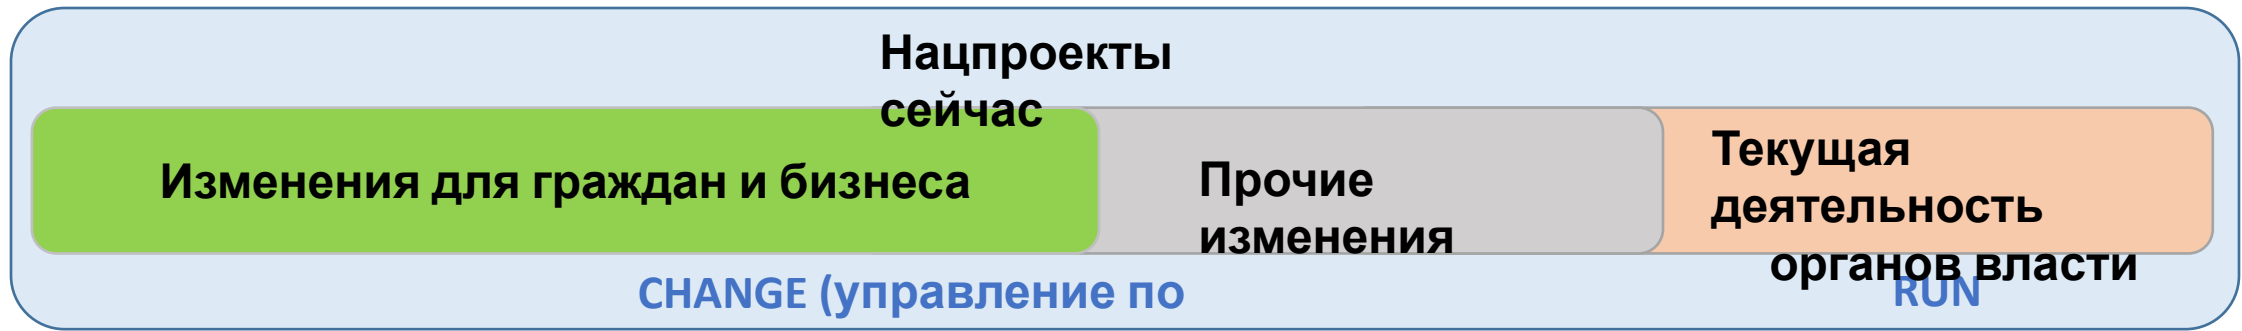 Нацпроекты
сейчас
Изменения для граждан и бизнеса
Прочие
изменения
Текущая
деятельность
органов власти
CHANGE (управление по
RUN